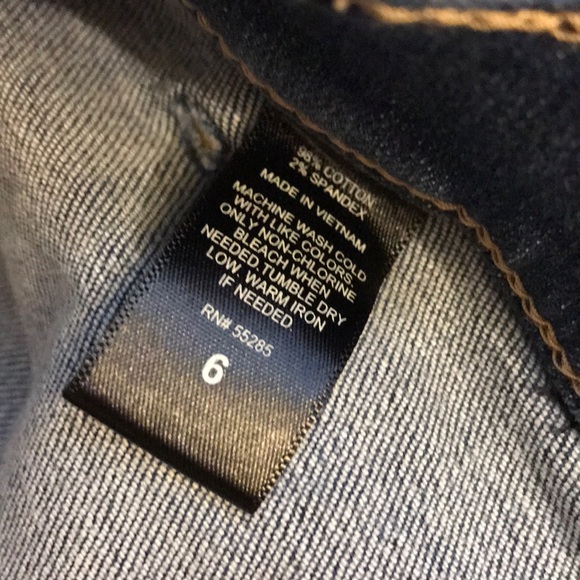 98% COTTON
2% SPANDEX
MADE IN VIETNAM
MACHINE WASH COLD
WITH LIKE COLORS.
ONLY NON-CHLORINE
BLEACH WHEN
NEEDED.TUMBLE DRY
LOW. WARM IRON
IF NEEDED.
RN# 55285
6